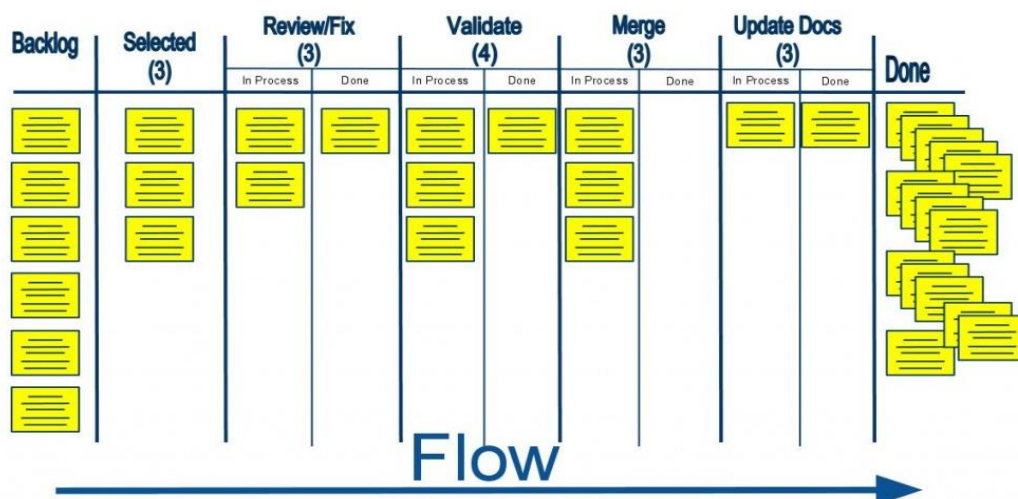 Backlog
Selected
(3)
Review/Fix
(3)
In Process
Done
Validate
(4)
In Process
Done
Merge
(3)
In Process
Done
Update Docs
(3)
In Process
Done
Done
Flow